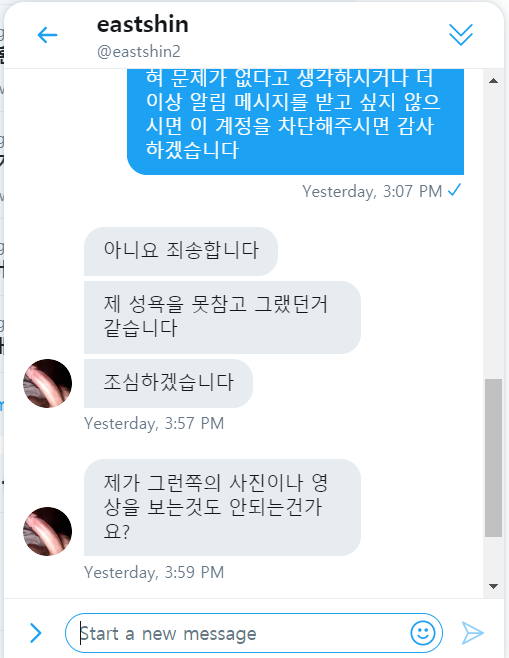 eastshin
@eastshin2
혀 문제가 없다고 생각하시거나 더
이상 알림 메시지를 받고 싶지 않으
시면 이 계정을 차단해주시면 감사
하겠습니다
Yesterday, 3:07 PM
아니요 죄송합니다
제 성욕을 못참고 그랬던거
같습니다
조심하겠습니다
Yesterday, 3:57 PM
제가 그런쪽의 사진이나 영
상을 보는것도 안되는건가
요?
Yesterday, 3:59 PM
Start a new message